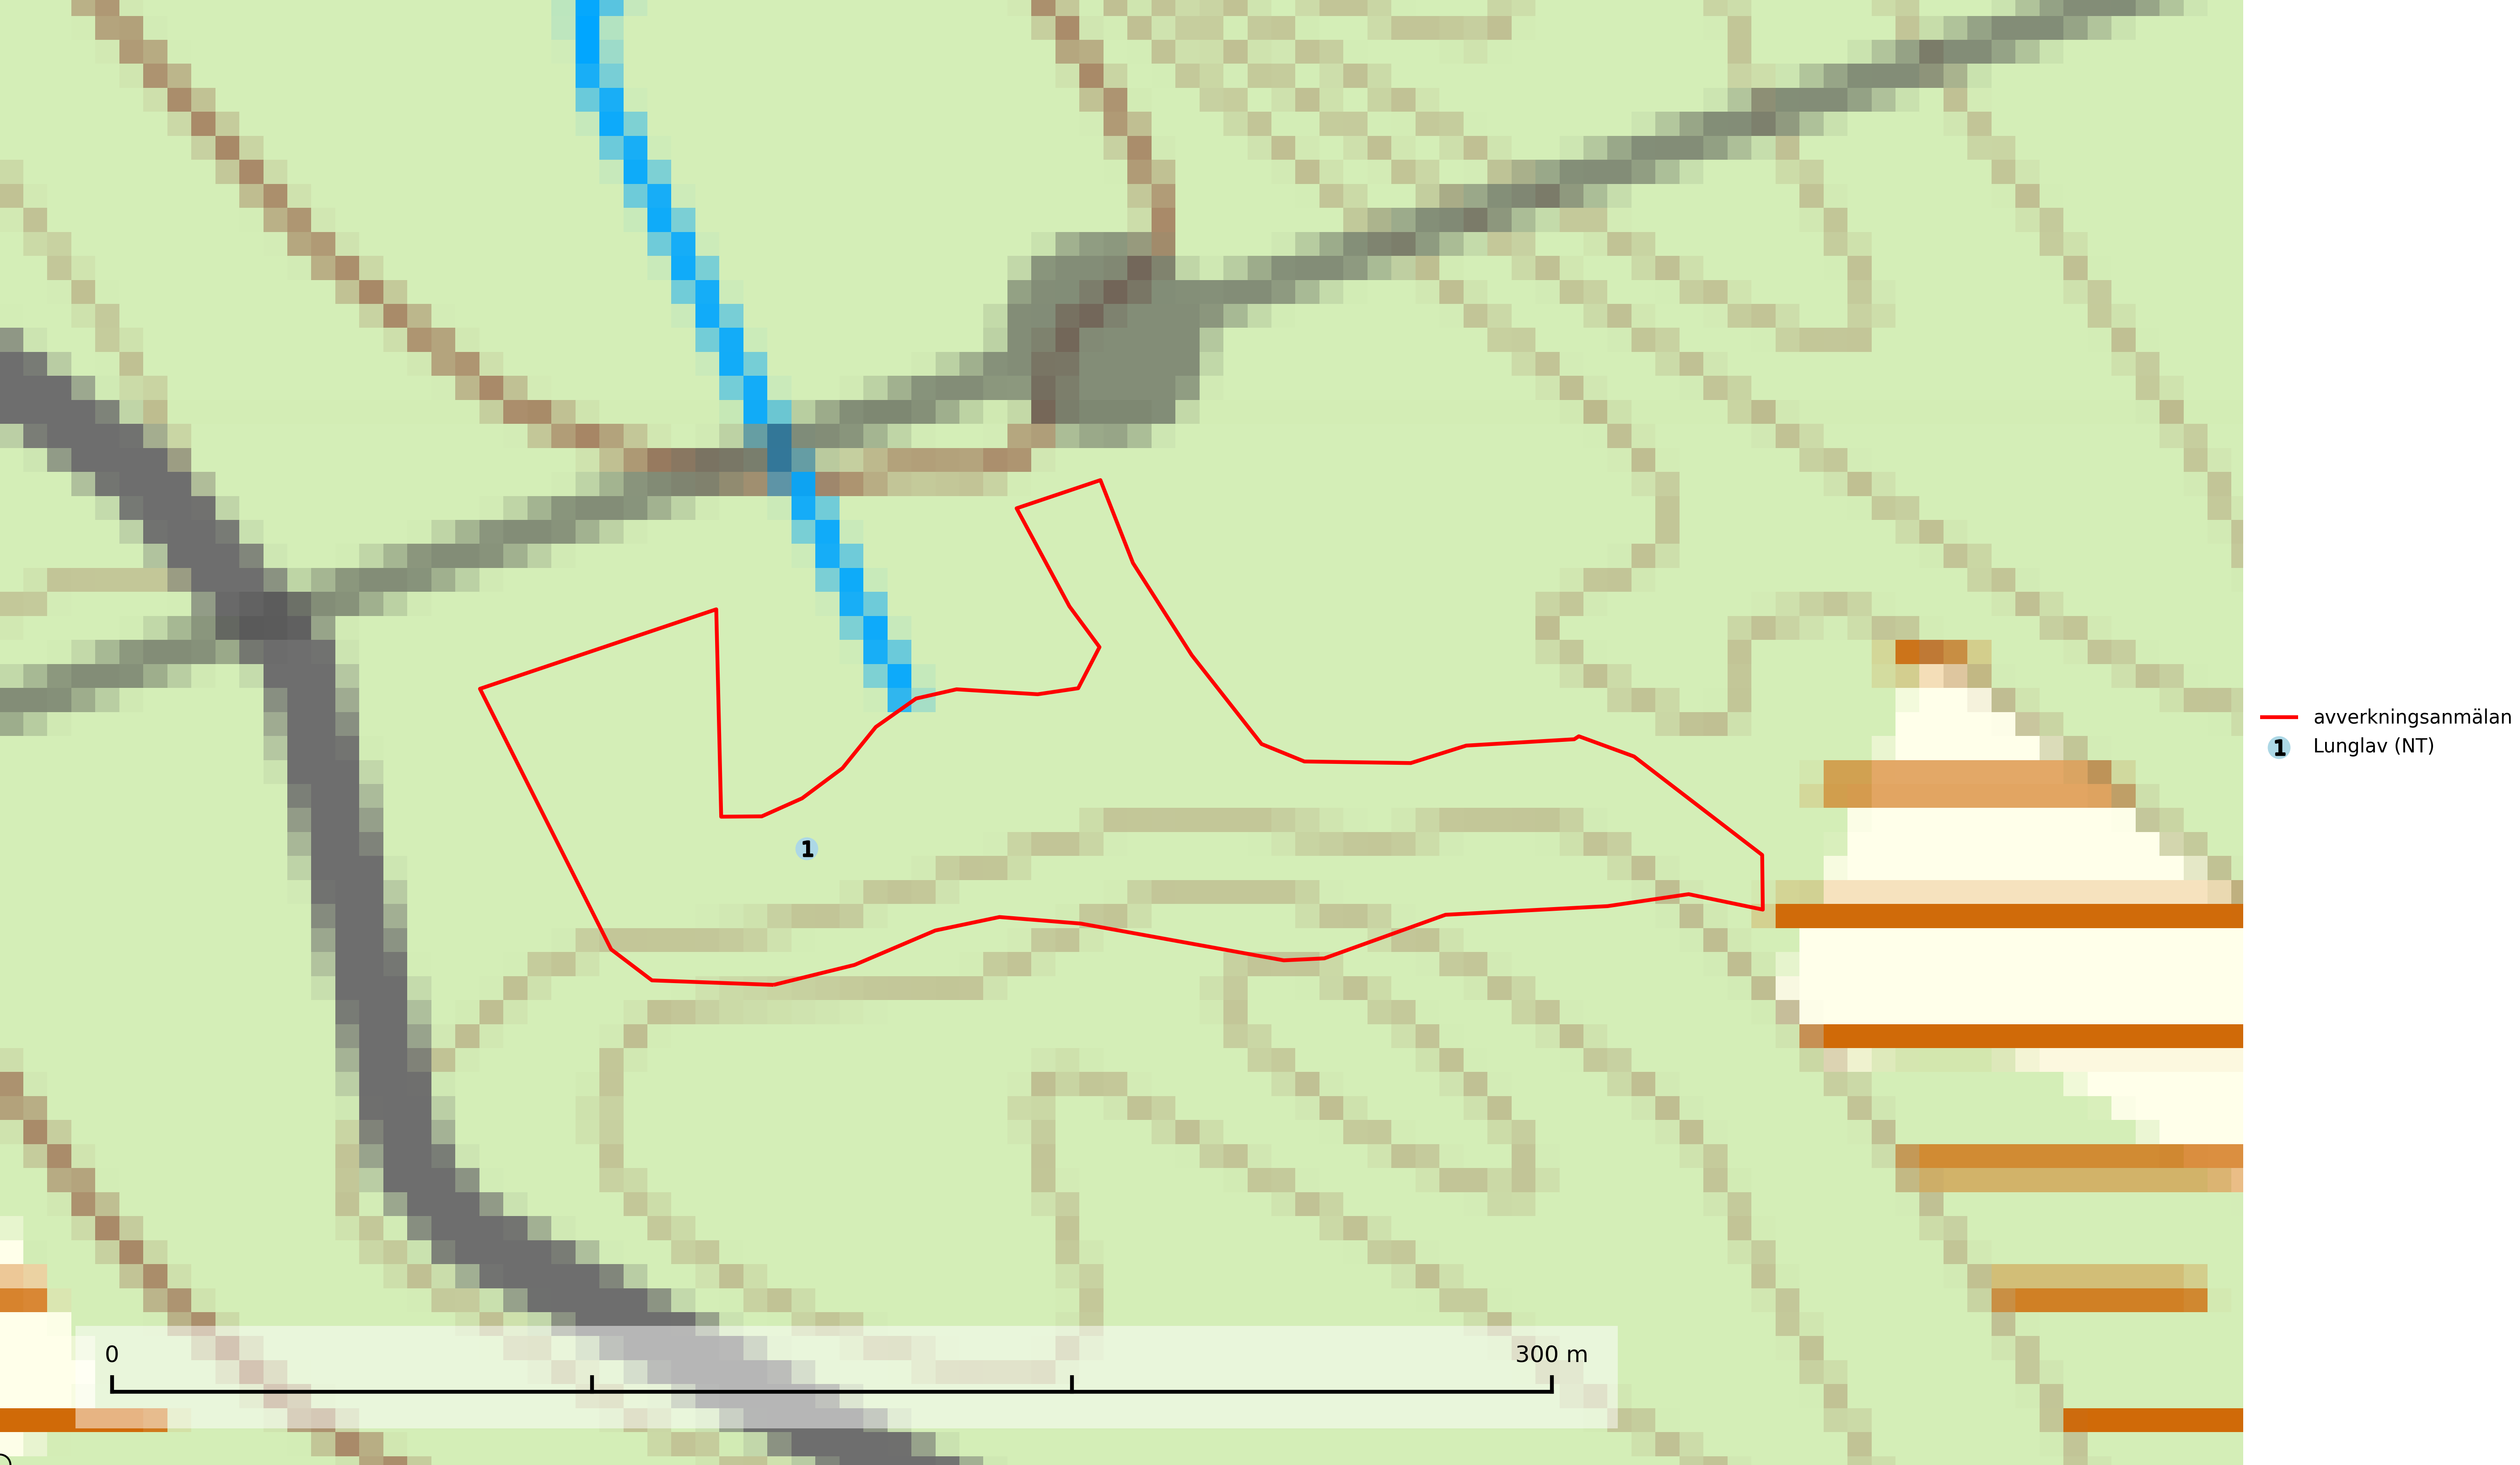 avverkningsanmälan
1 Lunglav (NT)
1
0 300 m